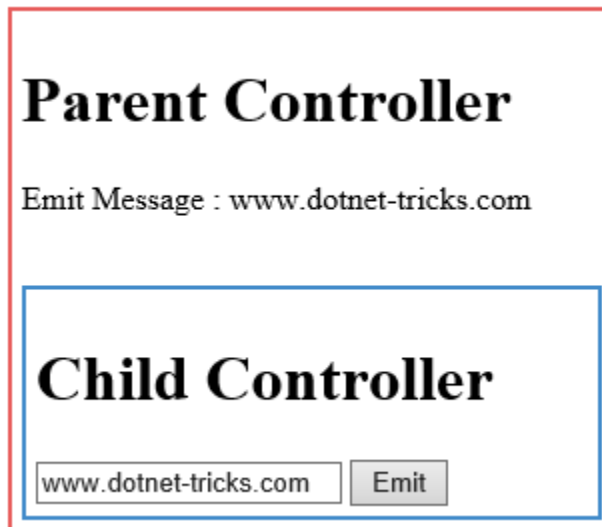 Parent Controller
Emit Message : www.dotnet-tricks.com
Child Controller
www.dotnet-tricks.com Emit